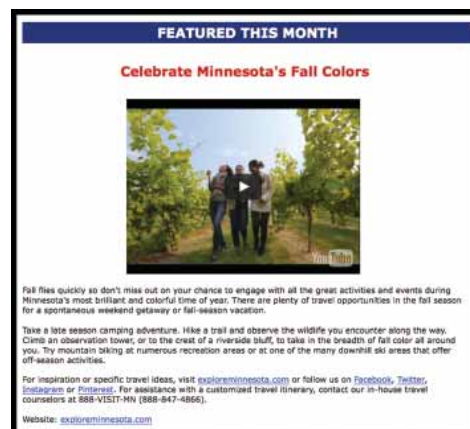 FEATURED THIS MONTH
Celebrate Minnesota's Fall Colors
YouTube
Fall flies quickly so don't miss out on your chance to engage with all the great activities and events during
Minnesota's most brilliant and colorful time of year. There are plenty of travel opportunities in the fall season
for a spontaneous weekend getaway or fall-season vacation.
Take a late season camping adventure. Hike a trail and observe the wildlife you encounter along the way.
Climb an observation tower, or to the crest of a riverside bluff, to take in the breadth of fall color all around
you. Try mountain biking at numerous recreation areas or at one of the many downhill ski areas that offer
off-season activities.
For inspiration or specific travel ideas, visit exploreminnesota.com or follow us on Facebook, Twitter,
Instagram or Pinterest. For assistance with a customized travel itinerary, contact our in-house travel
counselors at 888-VISIT-MN (888-847-4866).
Website: exploreminnesota.com